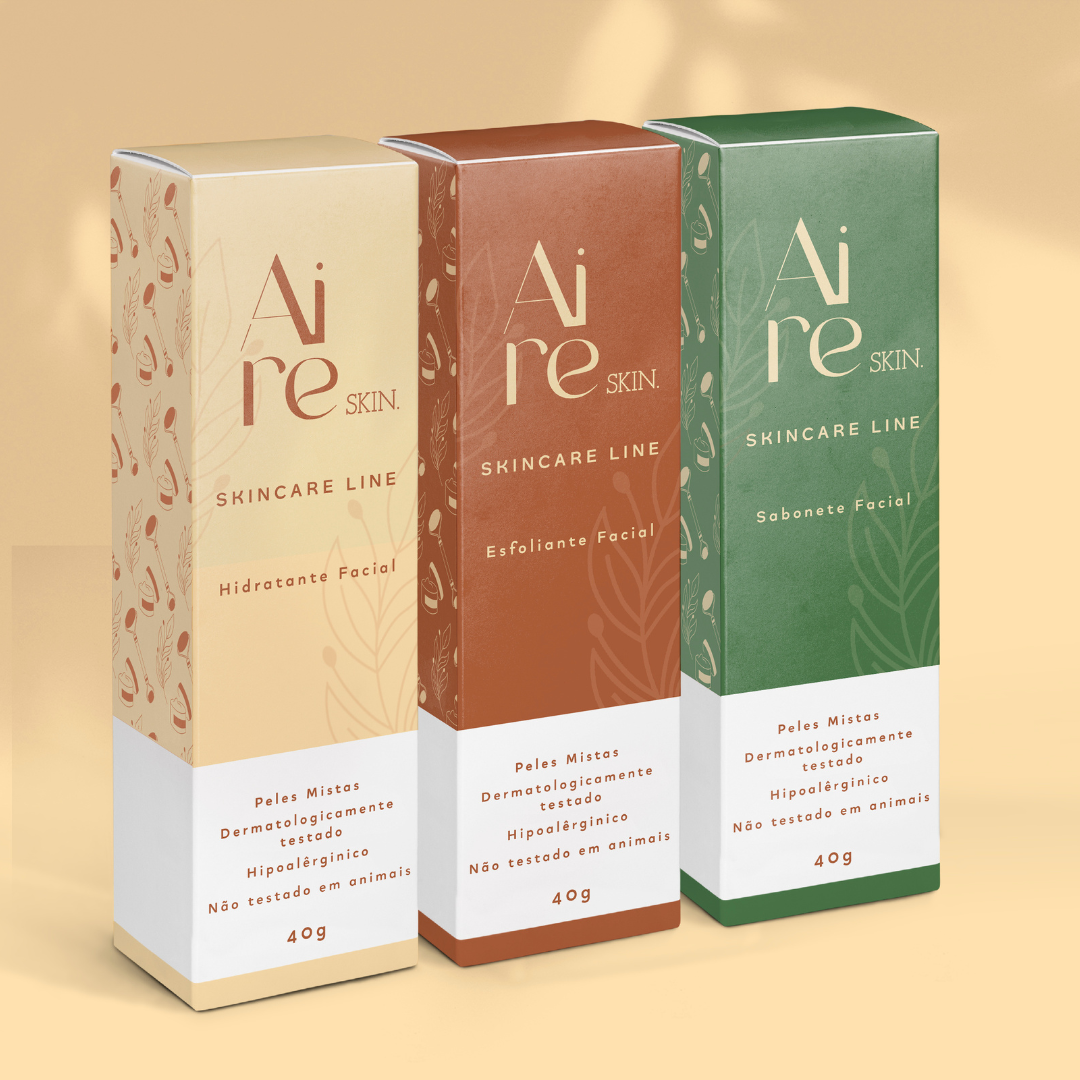 Ai
re SKIN.
SKINCARE LINE
Hidratante Facial
Peles Mistas
Dermatologicamente
testado
Hipoalêrginico
Não testado em animais
40g
Ai
re SKIN.
SKINCARE LINE
Esfoliante Facial
Peles Mistas
Dermatologicamente
testado
Hipoalêrginico
Não testado em animais
40g
Ai
re SKIN.
SKINCARE LINE
Sabonete Facial
Peles Mistas
Dermatologicamente
testado
Hipoalêrginico
Não testado em animais
40g